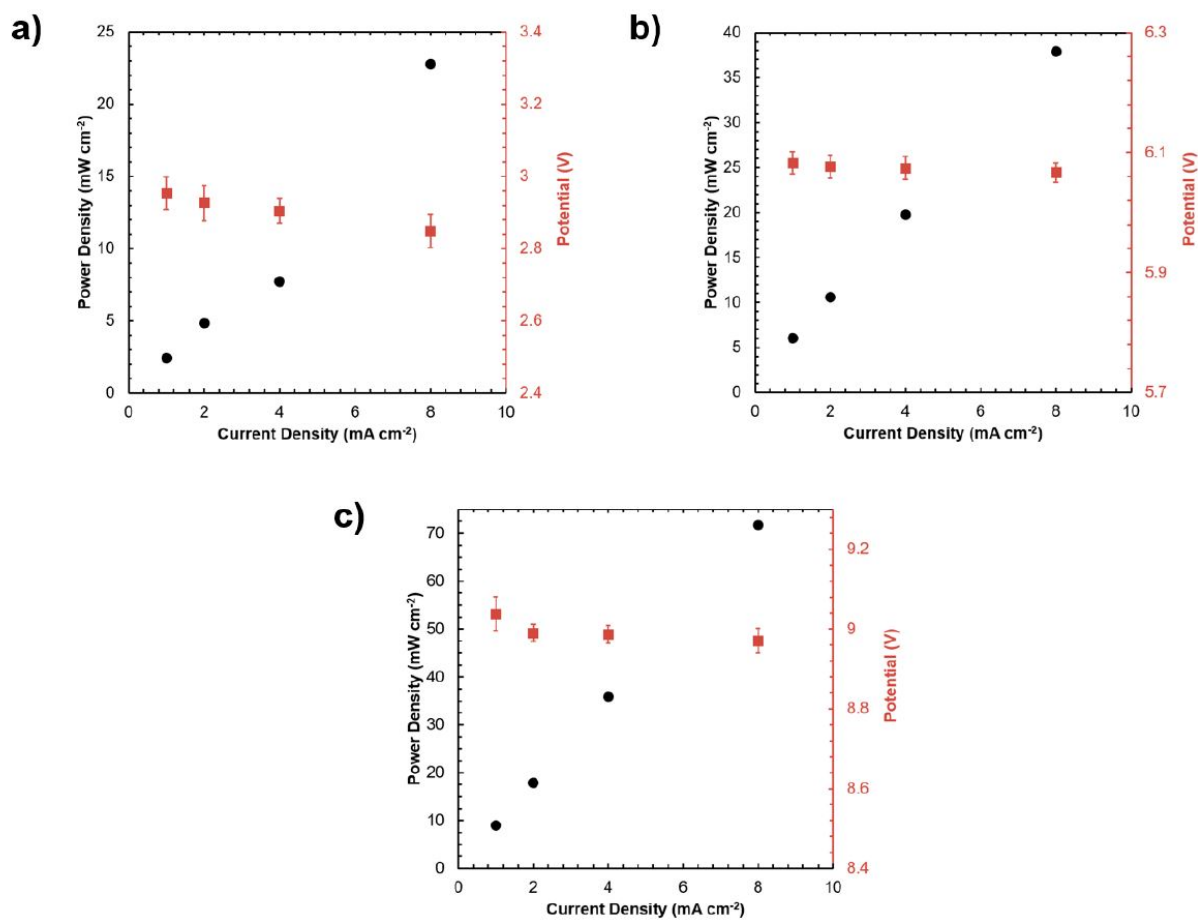 a)
25
20
15
10
5
0
Power Density (mW cm-2)
3.4
3.2
3
2.8
2.6
2.4
Potential (V)
0 2 4 6 8 10
Current Density (mA cm-2)
b)
40
35
30
25
20
15
10
5
0
Power Density (mW cm-2)
6.3
6.1
5.9
5.7
Potential (V)
0 2 4 6 8 10
Current Density (mA cm-2)
c)
70
60
50
40
30
20
10
0
Power Density (mW cm-2)
9.2
9
8.8
8.6
8.4
Potential (V)
0 2 4 6 8 10
Current Density (mA cm-2)